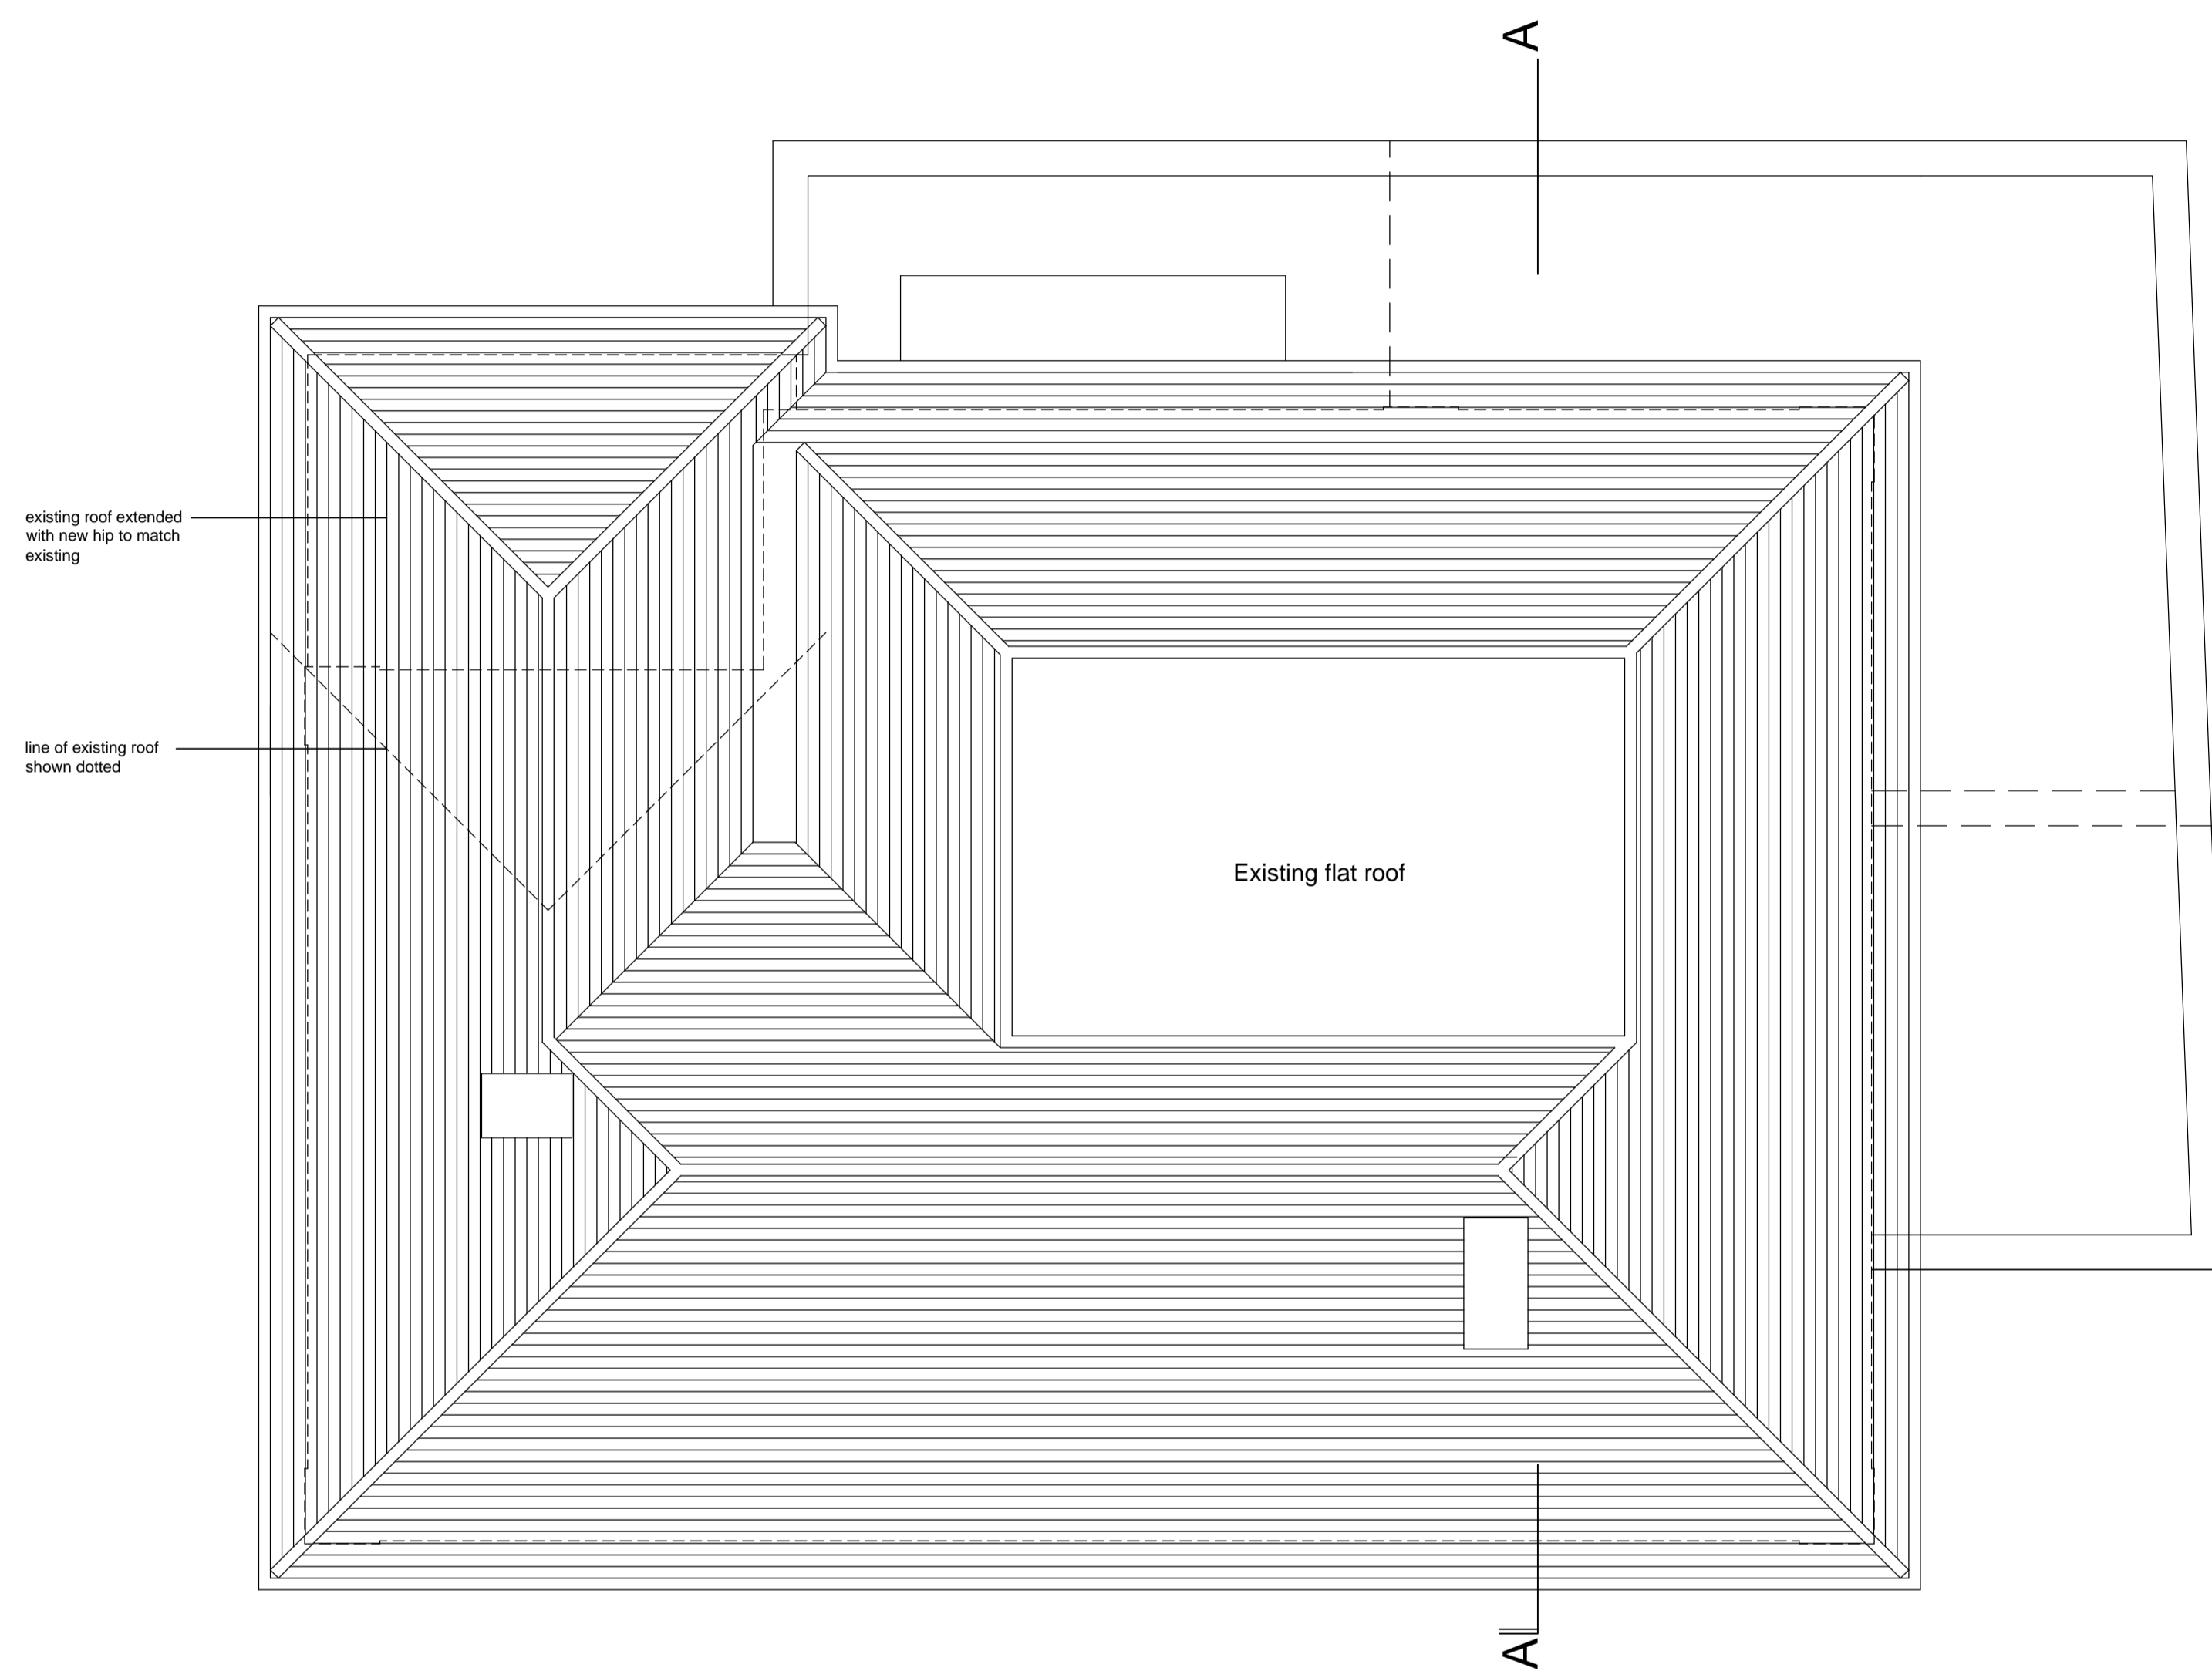 A
existing roof extended
with new hip to match
existing
line of existing roof
shown dotted
Existing flat roof
A